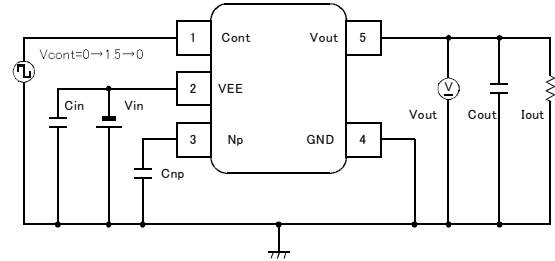 1 Cont Vout 5
Vcont=0→1.5→0
2 VEE
Cin Vin
3 Np GND 4
Cnp
V
Vout Cout Iout